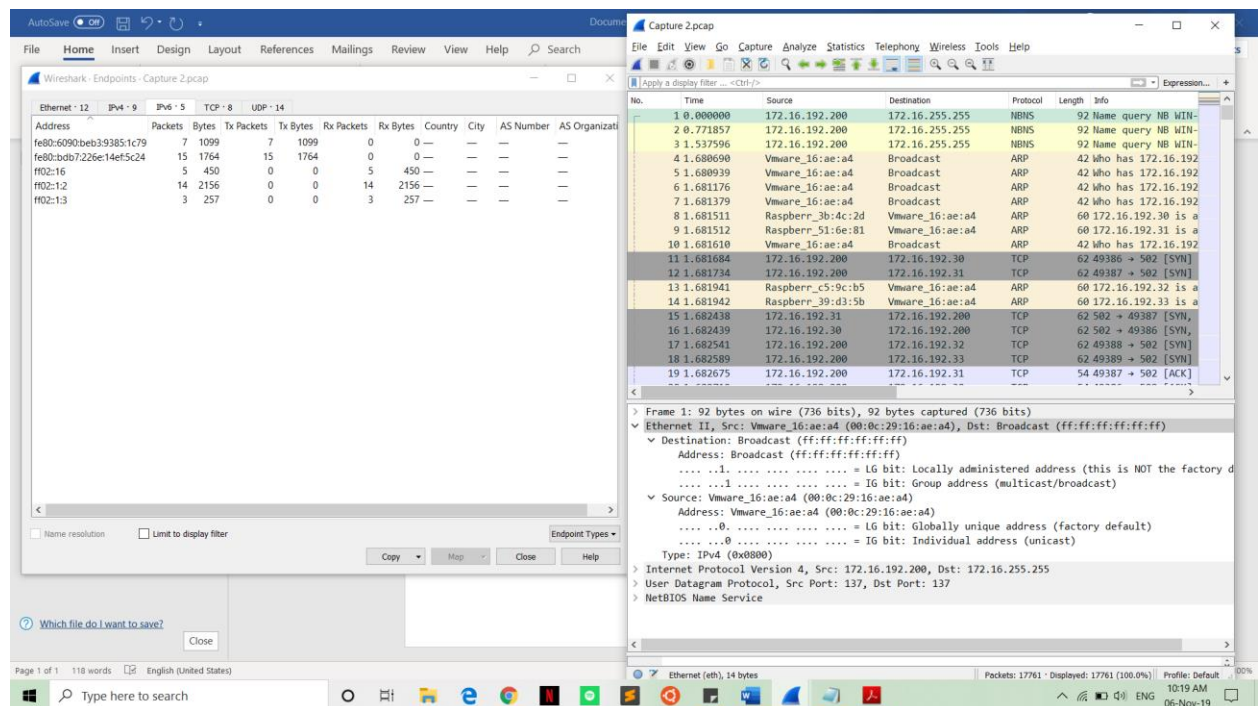 AutoSave Off Docume
File Home Insert Design Layout References Mailings Review View Help Search
Wireshark · Endpoints · Capture 2.pcap
Ethernet · 12 IPv4 · 9 IPv6 · 5 TCP · 8 UDP · 14
Address Packets Bytes Tx Packets Tx Bytes Rx Packets Rx Bytes Country City AS Number AS Organizati
fe80::6090:beb3:9385:1c79 7 1099 7 1099 0 0 — — — —
fe80::bdb7:226e:14ef:5c24 15 1764 15 1764 0 0 — — — —
ff02::16 5 450 0 0 5 450 — — — —
ff02::1:2 14 2156 0 0 14 2156 — — — —
ff02::1:3 3 257 0 0 3 257 — — — —
Name resolution Limit to display filter Endpoint Types
Copy Map Close Help
Which file do I want to save?
Close
Page 1 of 1 118 words English (United States)
Capture 2.pcap
File Edit View Go Capture Analyze Statistics Telephony Wireless Tools Help
Apply a display filter ... <Ctrl-/> Expression... +
No. Time Source Destination Protocol Length Info
1 0.000000 172.16.192.200 172.16.255.255 NBNS 92 Name query NB WIN-
2 0.771857 172.16.192.200 172.16.255.255 NBNS 92 Name query NB WIN-
3 1.537596 172.16.192.200 172.16.255.255 NBNS 92 Name query NB WIN-
4 1.680690 Vmware_16:ae:a4 Broadcast ARP 42 Who has 172.16.192
5 1.680939 Vmware_16:ae:a4 Broadcast ARP 42 Who has 172.16.192
6 1.681176 Vmware_16:ae:a4 Broadcast ARP 42 Who has 172.16.192
7 1.681379 Vmware_16:ae:a4 Broadcast ARP 42 Who has 172.16.192
8 1.681511 Raspberr_3b:4c:2d Vmware_16:ae:a4 ARP 60 172.16.192.30 is a
9 1.681512 Raspberr_51:6e:81 Vmware_16:ae:a4 ARP 60 172.16.192.31 is a
10 1.681610 Vmware_16:ae:a4 Broadcast ARP 42 Who has 172.16.192
11 1.681684 172.16.192.200 172.16.192.30 TCP 62 49386 → 502 [SYN]
12 1.681734 172.16.192.200 172.16.192.31 TCP 62 49387 → 502 [SYN]
13 1.681941 Raspberr_c5:9c:b5 Vmware_16:ae:a4 ARP 60 172.16.192.32 is a
14 1.681942 Raspberr_39:d3:5b Vmware_16:ae:a4 ARP 60 172.16.192.33 is a
15 1.682438 172.16.192.31 172.16.192.200 TCP 62 502 → 49387 [SYN,
16 1.682439 172.16.192.30 172.16.192.200 TCP 62 502 → 49386 [SYN,
17 1.682541 172.16.192.200 172.16.192.32 TCP 62 49388 → 502 [SYN]
18 1.682589 172.16.192.200 172.16.192.33 TCP 62 49389 → 502 [SYN]
19 1.682675 172.16.192.200 172.16.192.31 TCP 54 49387 → 502 [ACK]
Frame 1: 92 bytes on wire (736 bits), 92 bytes captured (736 bits)
Ethernet II, Src: Vmware_16:ae:a4 (00:0c:29:16:ae:a4), Dst: Broadcast (ff:ff:ff:ff:ff:ff)
Destination: Broadcast (ff:ff:ff:ff:ff:ff)
Address: Broadcast (ff:ff:ff:ff:ff:ff)
.... ..1. .... .... .... .... = LG bit: Locally administered address (this is NOT the factory d
.... ...1 .... .... .... .... = IG bit: Group address (multicast/broadcast)
Source: Vmware_16:ae:a4 (00:0c:29:16:ae:a4)
Address: Vmware_16:ae:a4 (00:0c:29:16:ae:a4)
.... ..0. .... .... .... .... = LG bit: Globally unique address (factory default)
.... ...0 .... .... .... .... = IG bit: Individual address (unicast)
Type: IPv4 (0x0800)
Internet Protocol Version 4, Src: 172.16.192.200, Dst: 172.16.255.255
User Datagram Protocol, Src Port: 137, Dst Port: 137
NetBIOS Name Service
Ethernet (eth), 14 bytes Packets: 17761 · Displayed: 17761 (100.0%) Profile: Default
Type here to search
ENG 10:19 AM
06-Nov-19